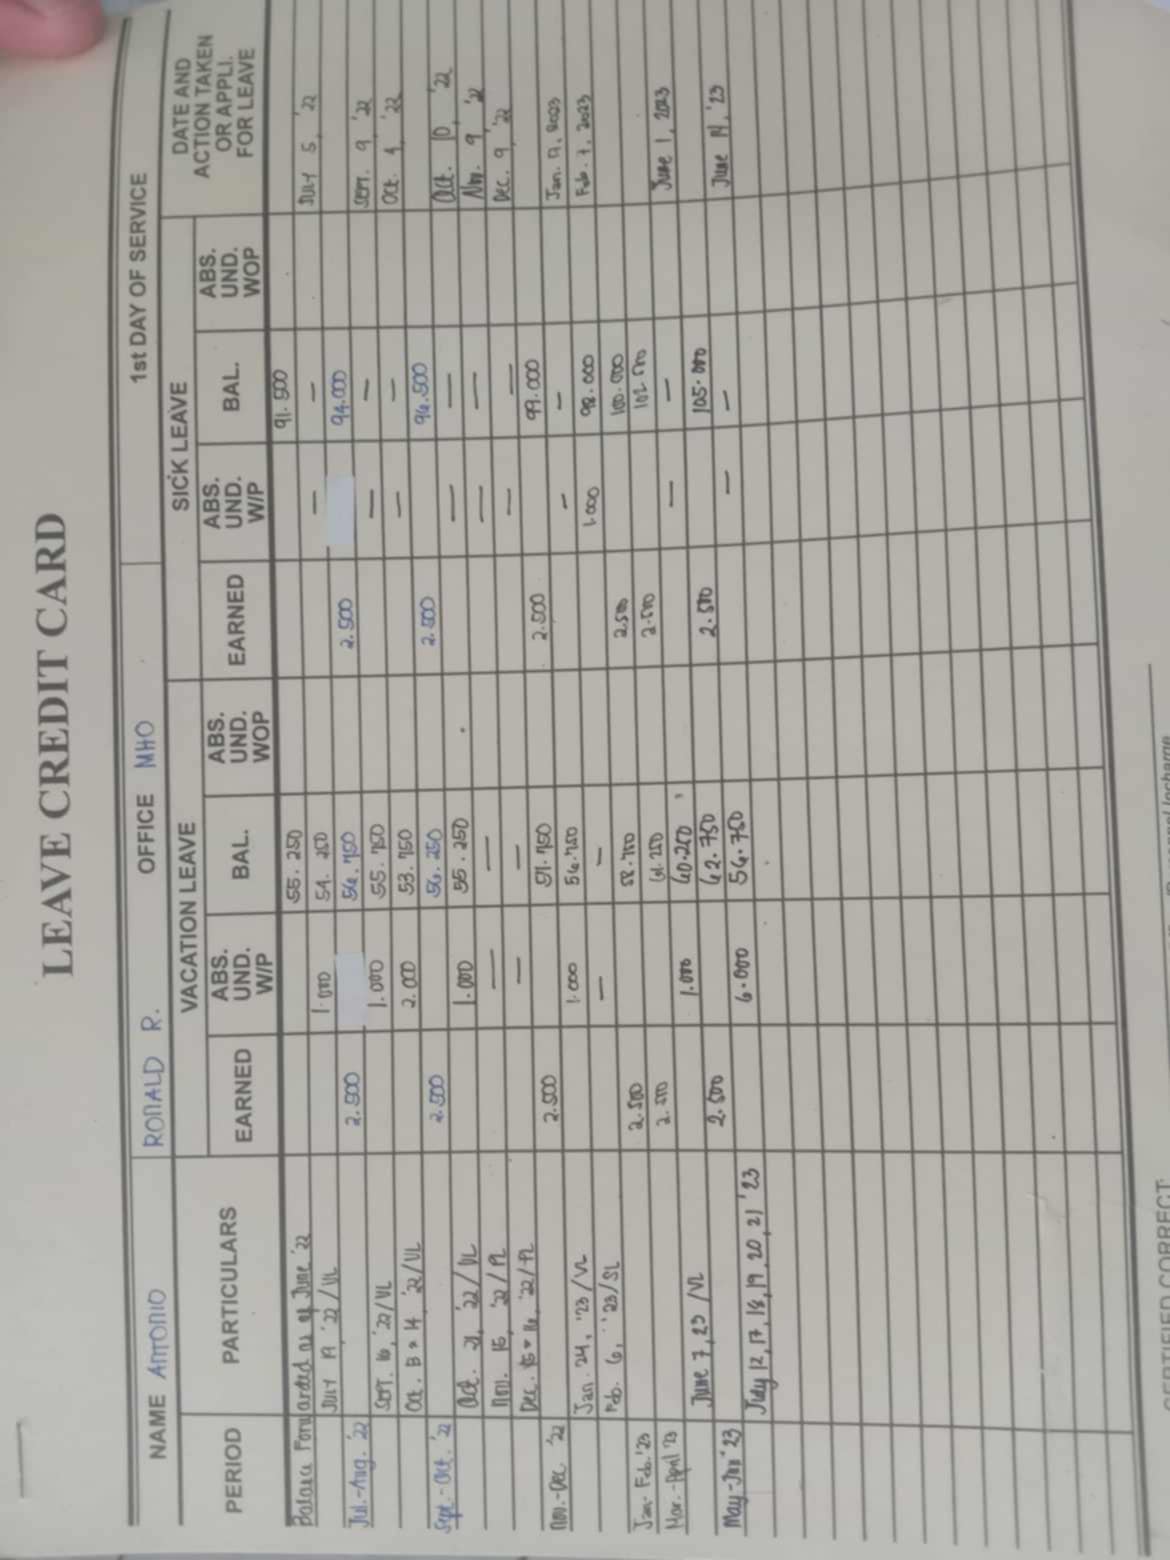 LEAVE CREDIT CARD
NAME ANTONIO RONALD R. OFFICE MHO 1st DAY OF SERVICE
PERIOD PARTICULARS VACATION LEAVE SICK LEAVE DATE AND ACTION TAKEN OR APPLI. FOR LEAVE
EARNED ABS. UND. W/P BAL. ABS. UND. WOP EARNED ABS. UND. W/P BAL. ABS. UND. WOP
Forwarded as of June '22 55.250 91.500
JULY 19, '22/VL 1.000 54.250 — — JULY 5, '22
Jul.-Aug. '22 2.500 56.750 2.500 94.000
SEPT. 16, '22/VL 1.000 55.750 — — SEPT. 9, '22
Oct. 13 & 14, '22/VL 2.000 53.750 — — Oct. 4, '22
Sept.-Oct. '22 2.500 56.250 2.500 96.500
Oct. 21, '22/VL 1.000 55.250 — — Oct. 10, '22
Nov. 15, '22/PL — — — — Nov. 9 '22
Dec. 15 & 16, '22/PL — — — — Dec. 9, '22
Nov.-Dec. '22 2.500 57.750 2.500 99.000
Jan. 24, '23/VL 1.000 56.750 — — Jan. 9, 2023
Feb. 6, '23/SL — — 1.000 98.000 Feb. 7, 2023
Jan-Feb.'23 2.500 58.750 2.500 100.000
Mar.-April '23 2.500 61.250 2.500 102.500
June 7, 23 /VL 1.000 60.250 — — June 1, 2023
May-Jun '23 2.500 62.750 2.500 105.000
July 12, 17, 18, 19, 20, 21 '23 6.000 56.750 — — June 14, '23
CERTIFIED CORRECT: